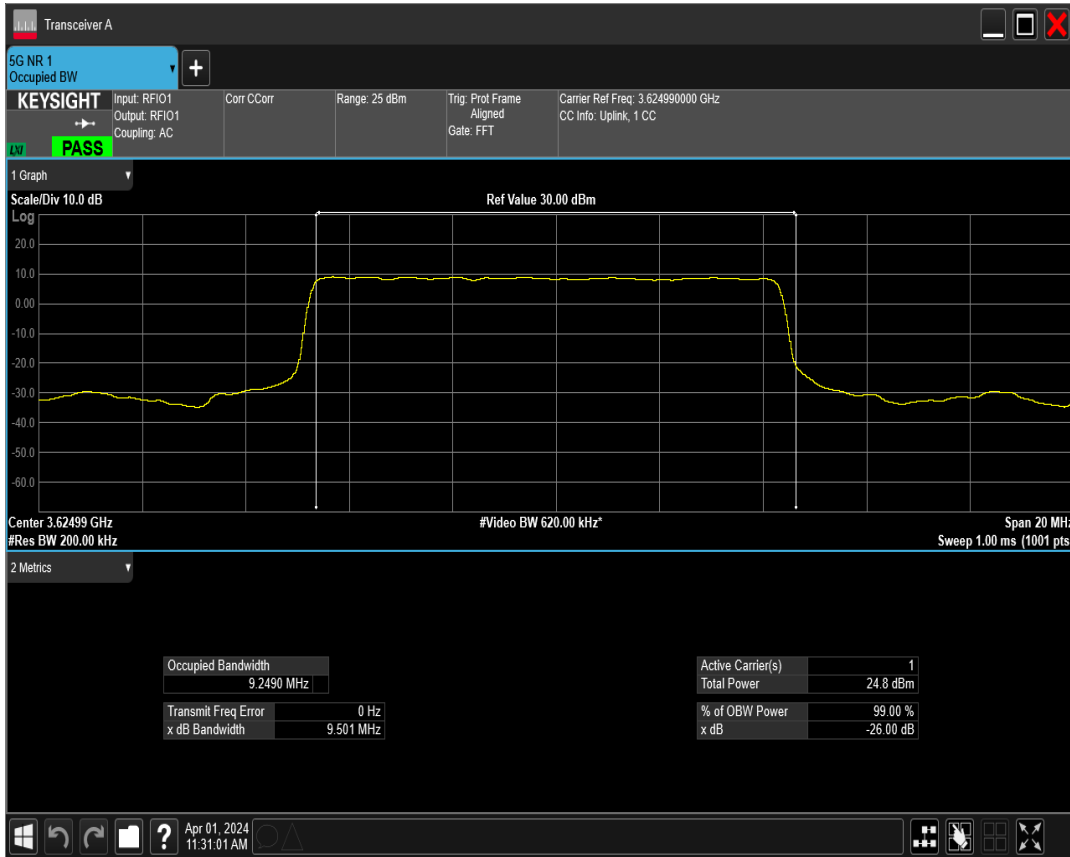 Transceiver A
5G NR 1
Occupied BW
+
KEYSIGHT
LXI
PASS
Input: RFIO1
Output: RFIO1
Coupling: AC
Corr CCorr
Range: 25 dBm
Trig: Prot Frame
Aligned
Gate: FFT
Carrier Ref Freq: 3.624990000 GHz
CC Info: Uplink, 1 CC
1 Graph
Scale/Div 10.0 dB
Ref Value 30.00 dBm
Log
20.0
10.0
0.00
-10.0
-20.0
-30.0
-40.0
-50.0
-60.0
Center 3.62499 GHz
#Video BW 620.00 kHz*
Span 20 MHz
#Res BW 200.00 kHz
Sweep 1.00 ms (1001 pts
2 Metrics
Occupied Bandwidth
9.2490 MHz
Transmit Freq Error 0 Hz
x dB Bandwidth 9.501 MHz
Active Carrier(s) 1
Total Power 24.8 dBm
% of OBW Power 99.00 %
x dB -26.00 dB
?
Apr 01, 2024
11:31:01 AM